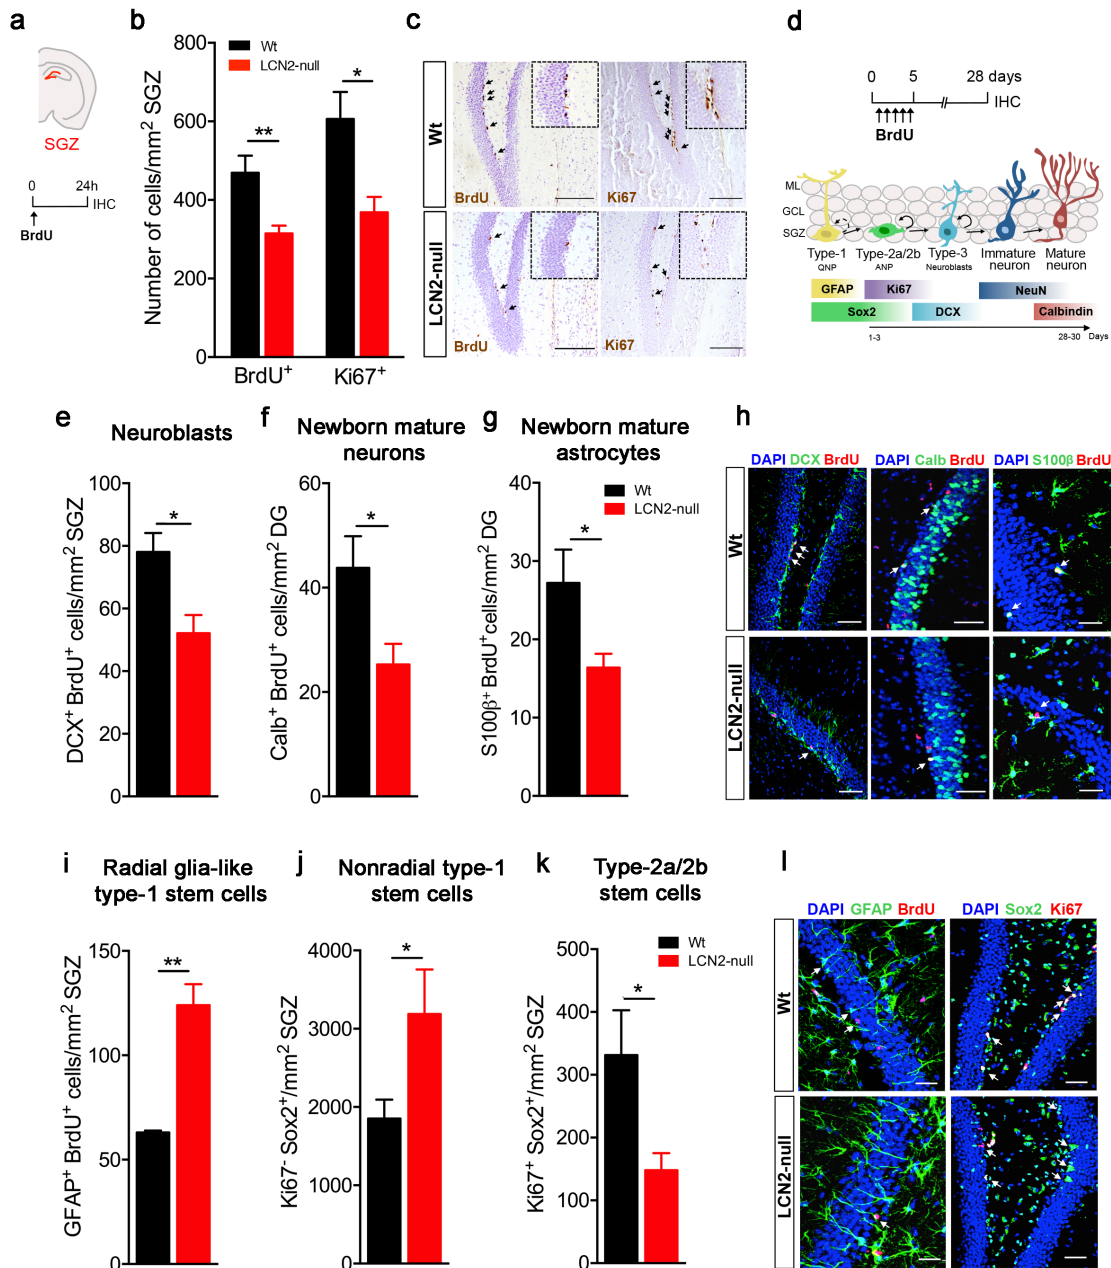 a
SGZ
0 24h
IHC
BrdU
b
Number of cells/mm² SGZ
800
600
400
200
0
Wt
LCN2-null
**
*
BrdU⁺ Ki67⁺
c
Wt
LCN2-null
BrdU Ki67
BrdU Ki67
d
0 5 28 days
IHC
BrdU
ML
GCL
SGZ
Type-1 Type-2a/2b Type-3 Immature neuron Mature neuron
QNP ANP Neuroblasts
GFAP Ki67 NeuN
Sox2 DCX Calbindin
1-3 28-30 Days
e
Neuroblasts
DCX⁺ BrdU⁺ cells/mm² SGZ
100
80
60
40
20
0
*
f
Newborn mature
neurons
Calb⁺ BrdU⁺ cells/mm² DG
60
40
20
0
*
g
Newborn mature
astrocytes
S100β⁺ BrdU⁺cells/mm² DG
40
30
20
10
0
Wt
LCN2-null
*
h
DAPI DCX BrdU DAPI Calb BrdU DAPI S100β BrdU
Wt
LCN2-null
i
Radial glia-like
type-1 stem cells
GFAP⁺ BrdU⁺ cells/mm² SGZ
150
100
50
0
**
j
Nonradial type-1
stem cells
Ki67⁻ Sox2⁺/mm² SGZ
4000
3000
2000
1000
0
*
k
Type-2a/2b
stem cells
Ki67⁺ Sox2⁺/mm² SGZ
500
400
300
200
100
0
Wt
LCN2-null
*
l
DAPI GFAP BrdU DAPI Sox2 Ki67
Wt
LCN2-null